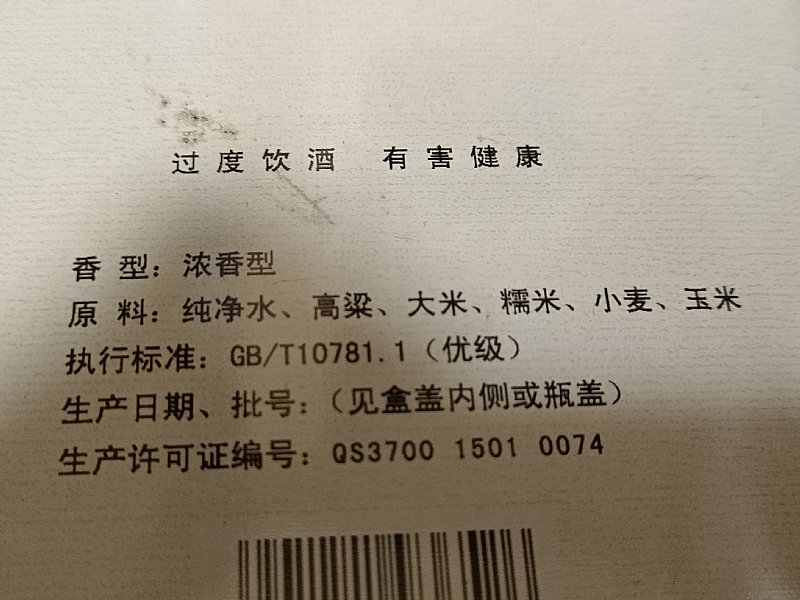 过度饮酒 有害健康
香型：浓香型
原料：纯净水、高粱、大米、糯米、小麦、玉米
执行标准：GB/T10781.1（优级）
生产日期、批号：（见盒盖内侧或瓶盖）
生产许可证编号：QS3700 1501 0074